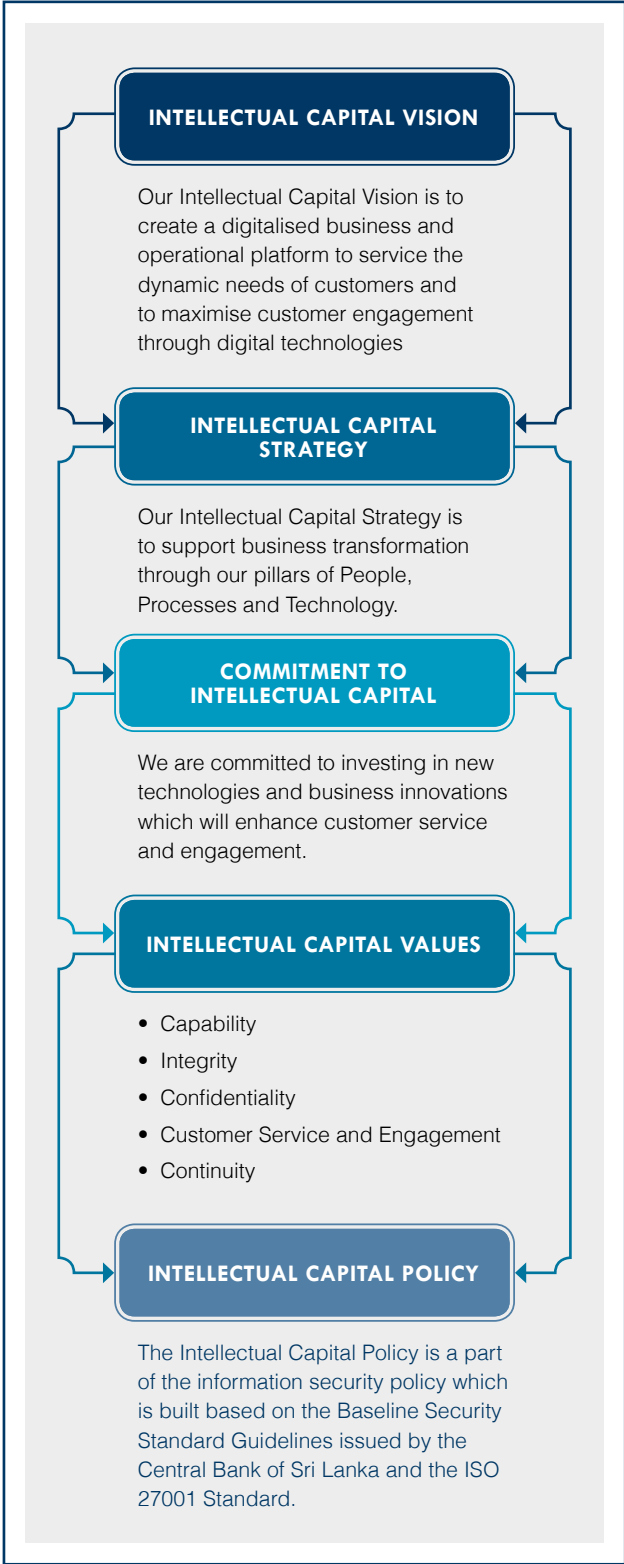 INTELLECTUAL CAPITAL VISION
Our Intellectual Capital Vision is to
create a digitalised business and
operational platform to service the
dynamic needs of customers and
to maximise customer engagement
through digital technologies
INTELLECTUAL CAPITAL
STRATEGY
Our Intellectual Capital Strategy is
to support business transformation
through our pillars of People,
Processes and Technology.
COMMITMENT TO
INTELLECTUAL CAPITAL
We are committed to investing in new
technologies and business innovations
which will enhance customer service
and engagement.
INTELLECTUAL CAPITAL VALUES
• Capability
• Integrity
• Confidentiality
• Customer Service and Engagement
• Continuity
INTELLECTUAL CAPITAL POLICY
The Intellectual Capital Policy is a part
of the information security policy which
is built based on the Baseline Security
Standard Guidelines issued by the
Central Bank of Sri Lanka and the ISO
27001 Standard.